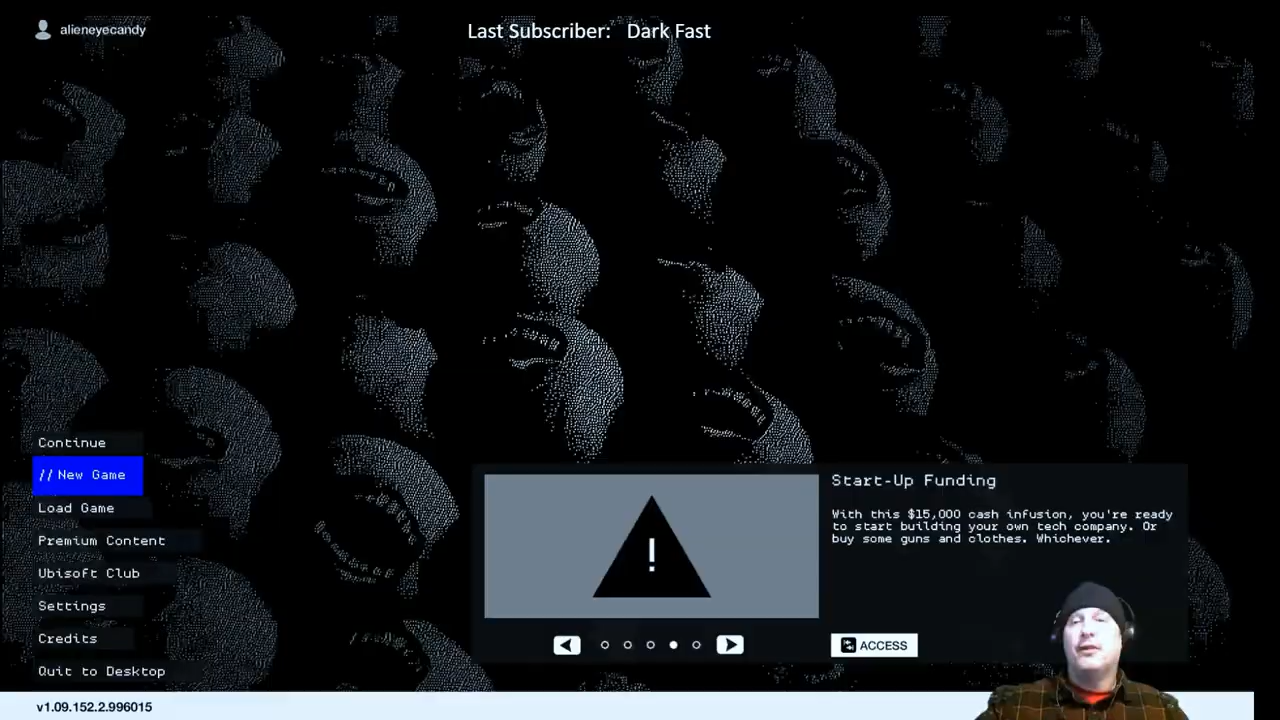 alieneyecandy
Last Subscriber: Dark Fast
Continue
// New Game
Load Game
Premium Content
Ubisoft Club
Settings
Credits
Quit to Desktop
Start-Up Funding
With this $15,000 cash infusion, you're ready
to start building your own tech company. Or
buy some guns and clothes. Whichever.
!
ACCESS
v1.09.152.2.996015